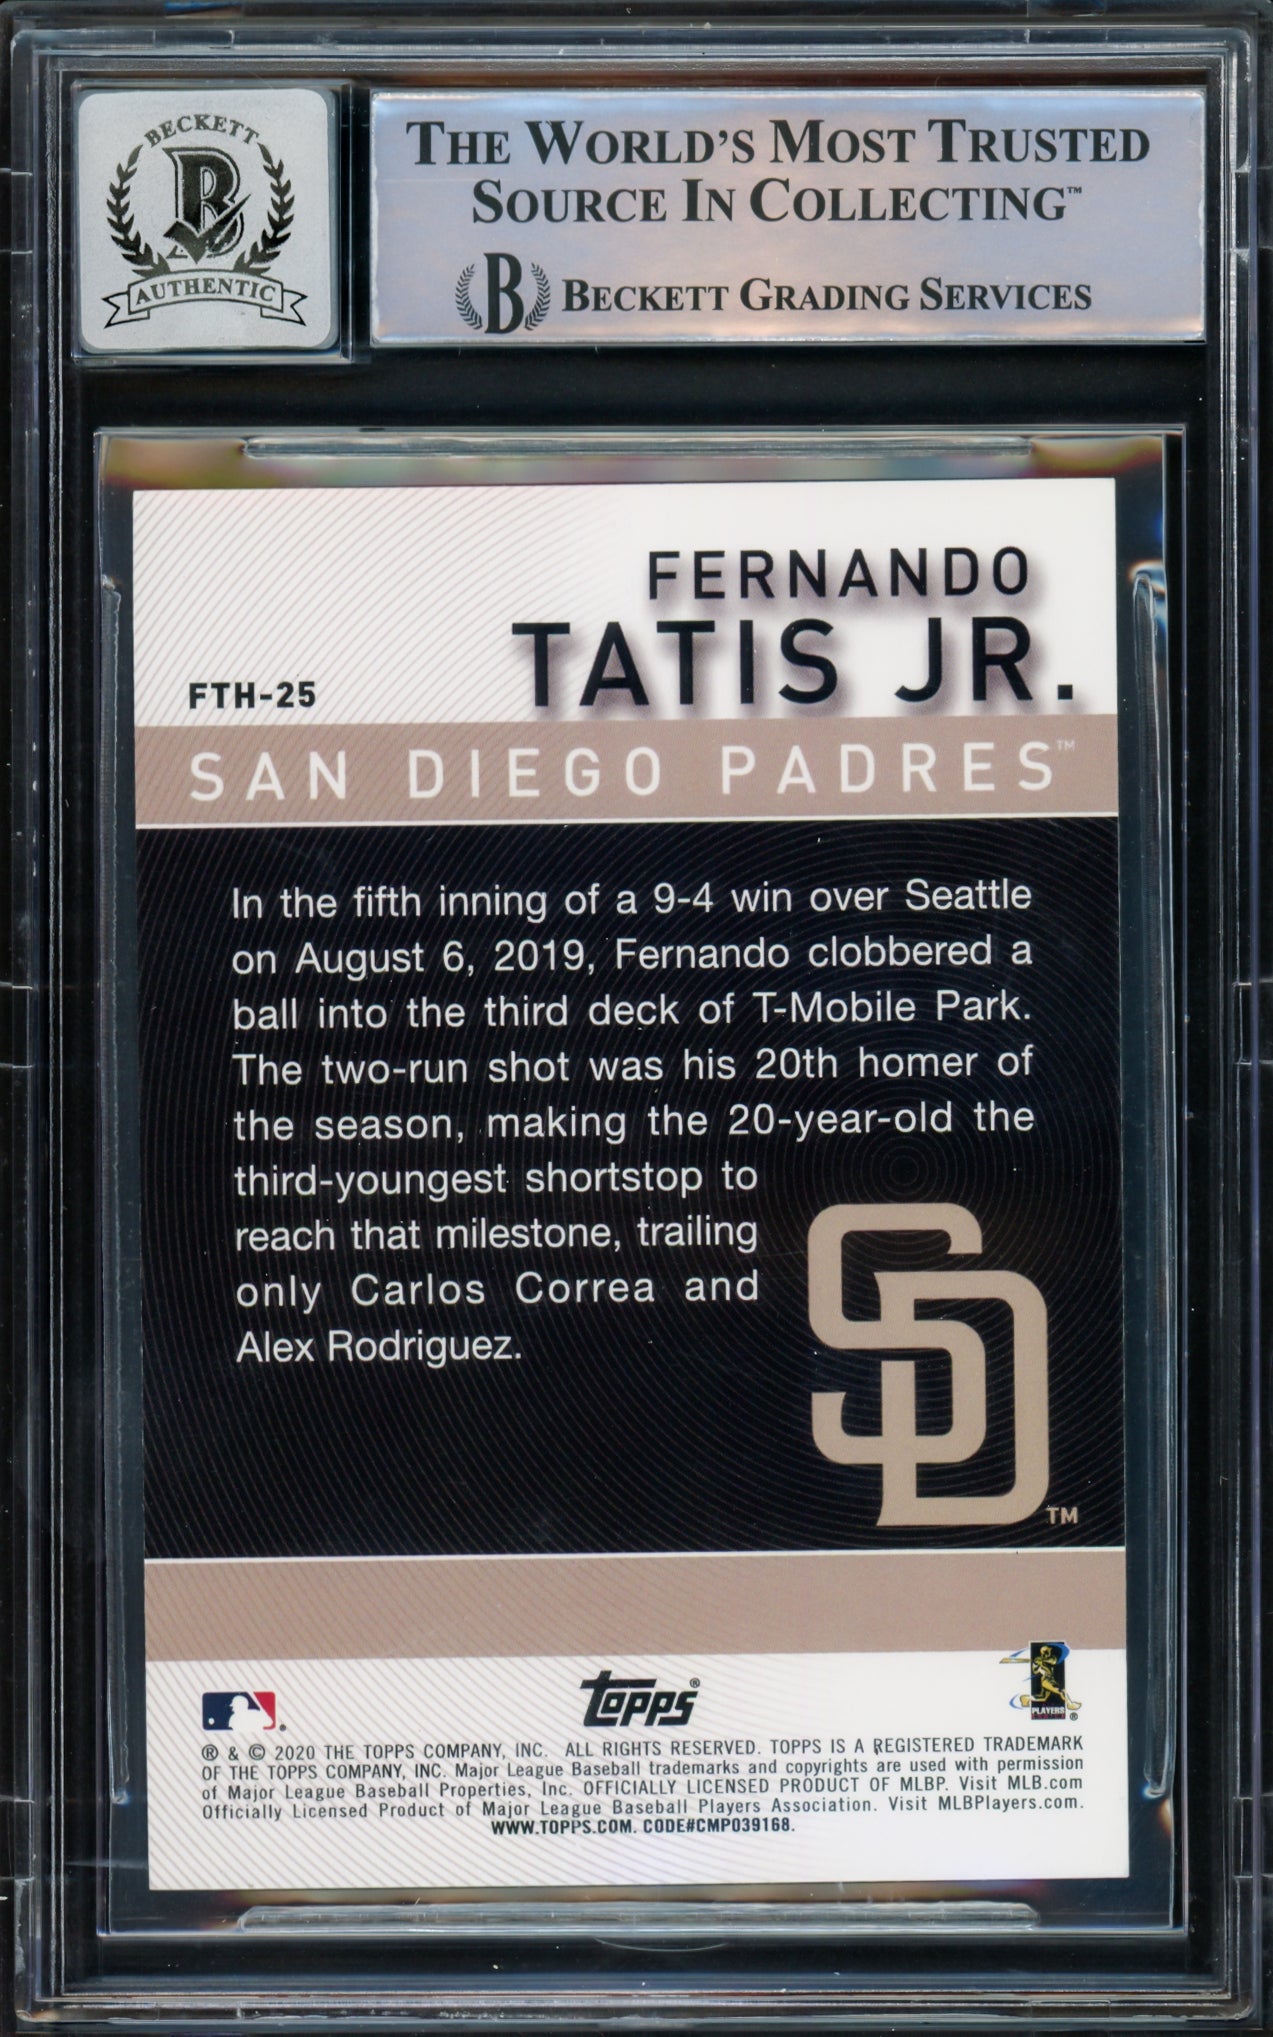 BECKETT
B
AUTHENTIC
THE WORLD'S MOST TRUSTED
SOURCE IN COLLECTING™
B BECKETT GRADING SERVICES
FERNANDO
TATIS JR.
FTH-25
SAN DIEGO PADRES™
In the fifth inning of a 9-4 win over Seattle
on August 6, 2019, Fernando clobbered a
ball into the third deck of T-Mobile Park.
The two-run shot was his 20th homer of
the season, making the 20-year-old the
third-youngest shortstop to
reach that milestone, trailing
only Carlos Correa and
Alex Rodriguez.
SD™
topps®
PLAYERS
® & © 2020 THE TOPPS COMPANY, INC. ALL RIGHTS RESERVED. TOPPS IS A REGISTERED TRADEMARK
OF THE TOPPS COMPANY, INC. Major League Baseball trademarks and copyrights are used with permission
of Major League Baseball Properties, Inc. OFFICIALLY LICENSED PRODUCT OF MLBP. Visit MLB.com
Officially Licensed Product of Major League Baseball Players Association. Visit MLBPlayers.com.
WWW.TOPPS.COM. CODE#CMP039168.